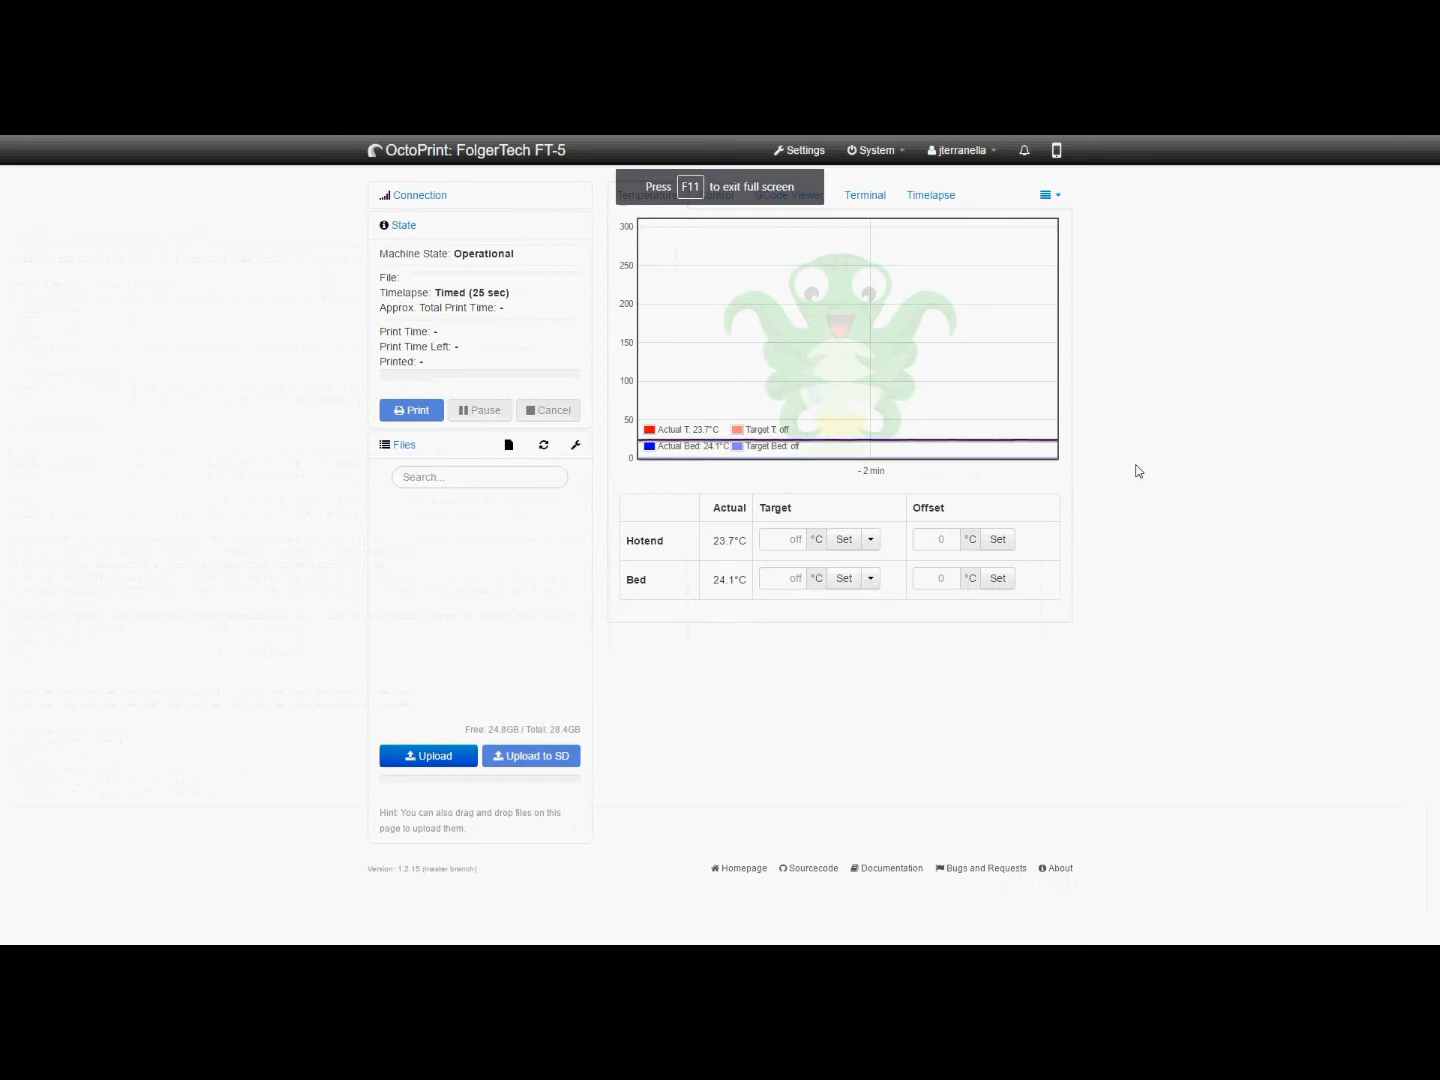 OctoPrint: FolgerTech FT-5
Settings
System
jterranella
Press F11 to exit full screen
Connection
Temperature
Control
GCode Viewer
Terminal
Timelapse
State
Machine State: Operational
File:
Timelapse: Timed (25 sec)
Approx. Total Print Time: -
Print Time: -
Print Time Left: -
Printed: -
Print
Pause
Cancel
Files
Search...
Free: 24.8GB / Total: 28.4GB
Upload
Upload to SD
Hint: You can also drag and drop files on this
page to upload them.
300
250
200
150
100
50
0
Actual T: 23.7°C
Target T: off
Actual Bed: 24.1°C
Target Bed: off
- 2 min
Actual
Target
Offset
Hotend
23.7°C
off
°C
Set
0
°C
Set
Bed
24.1°C
off
°C
Set
0
°C
Set
Version: 1.2.15 (master branch)
Homepage
Sourcecode
Documentation
Bugs and Requests
About